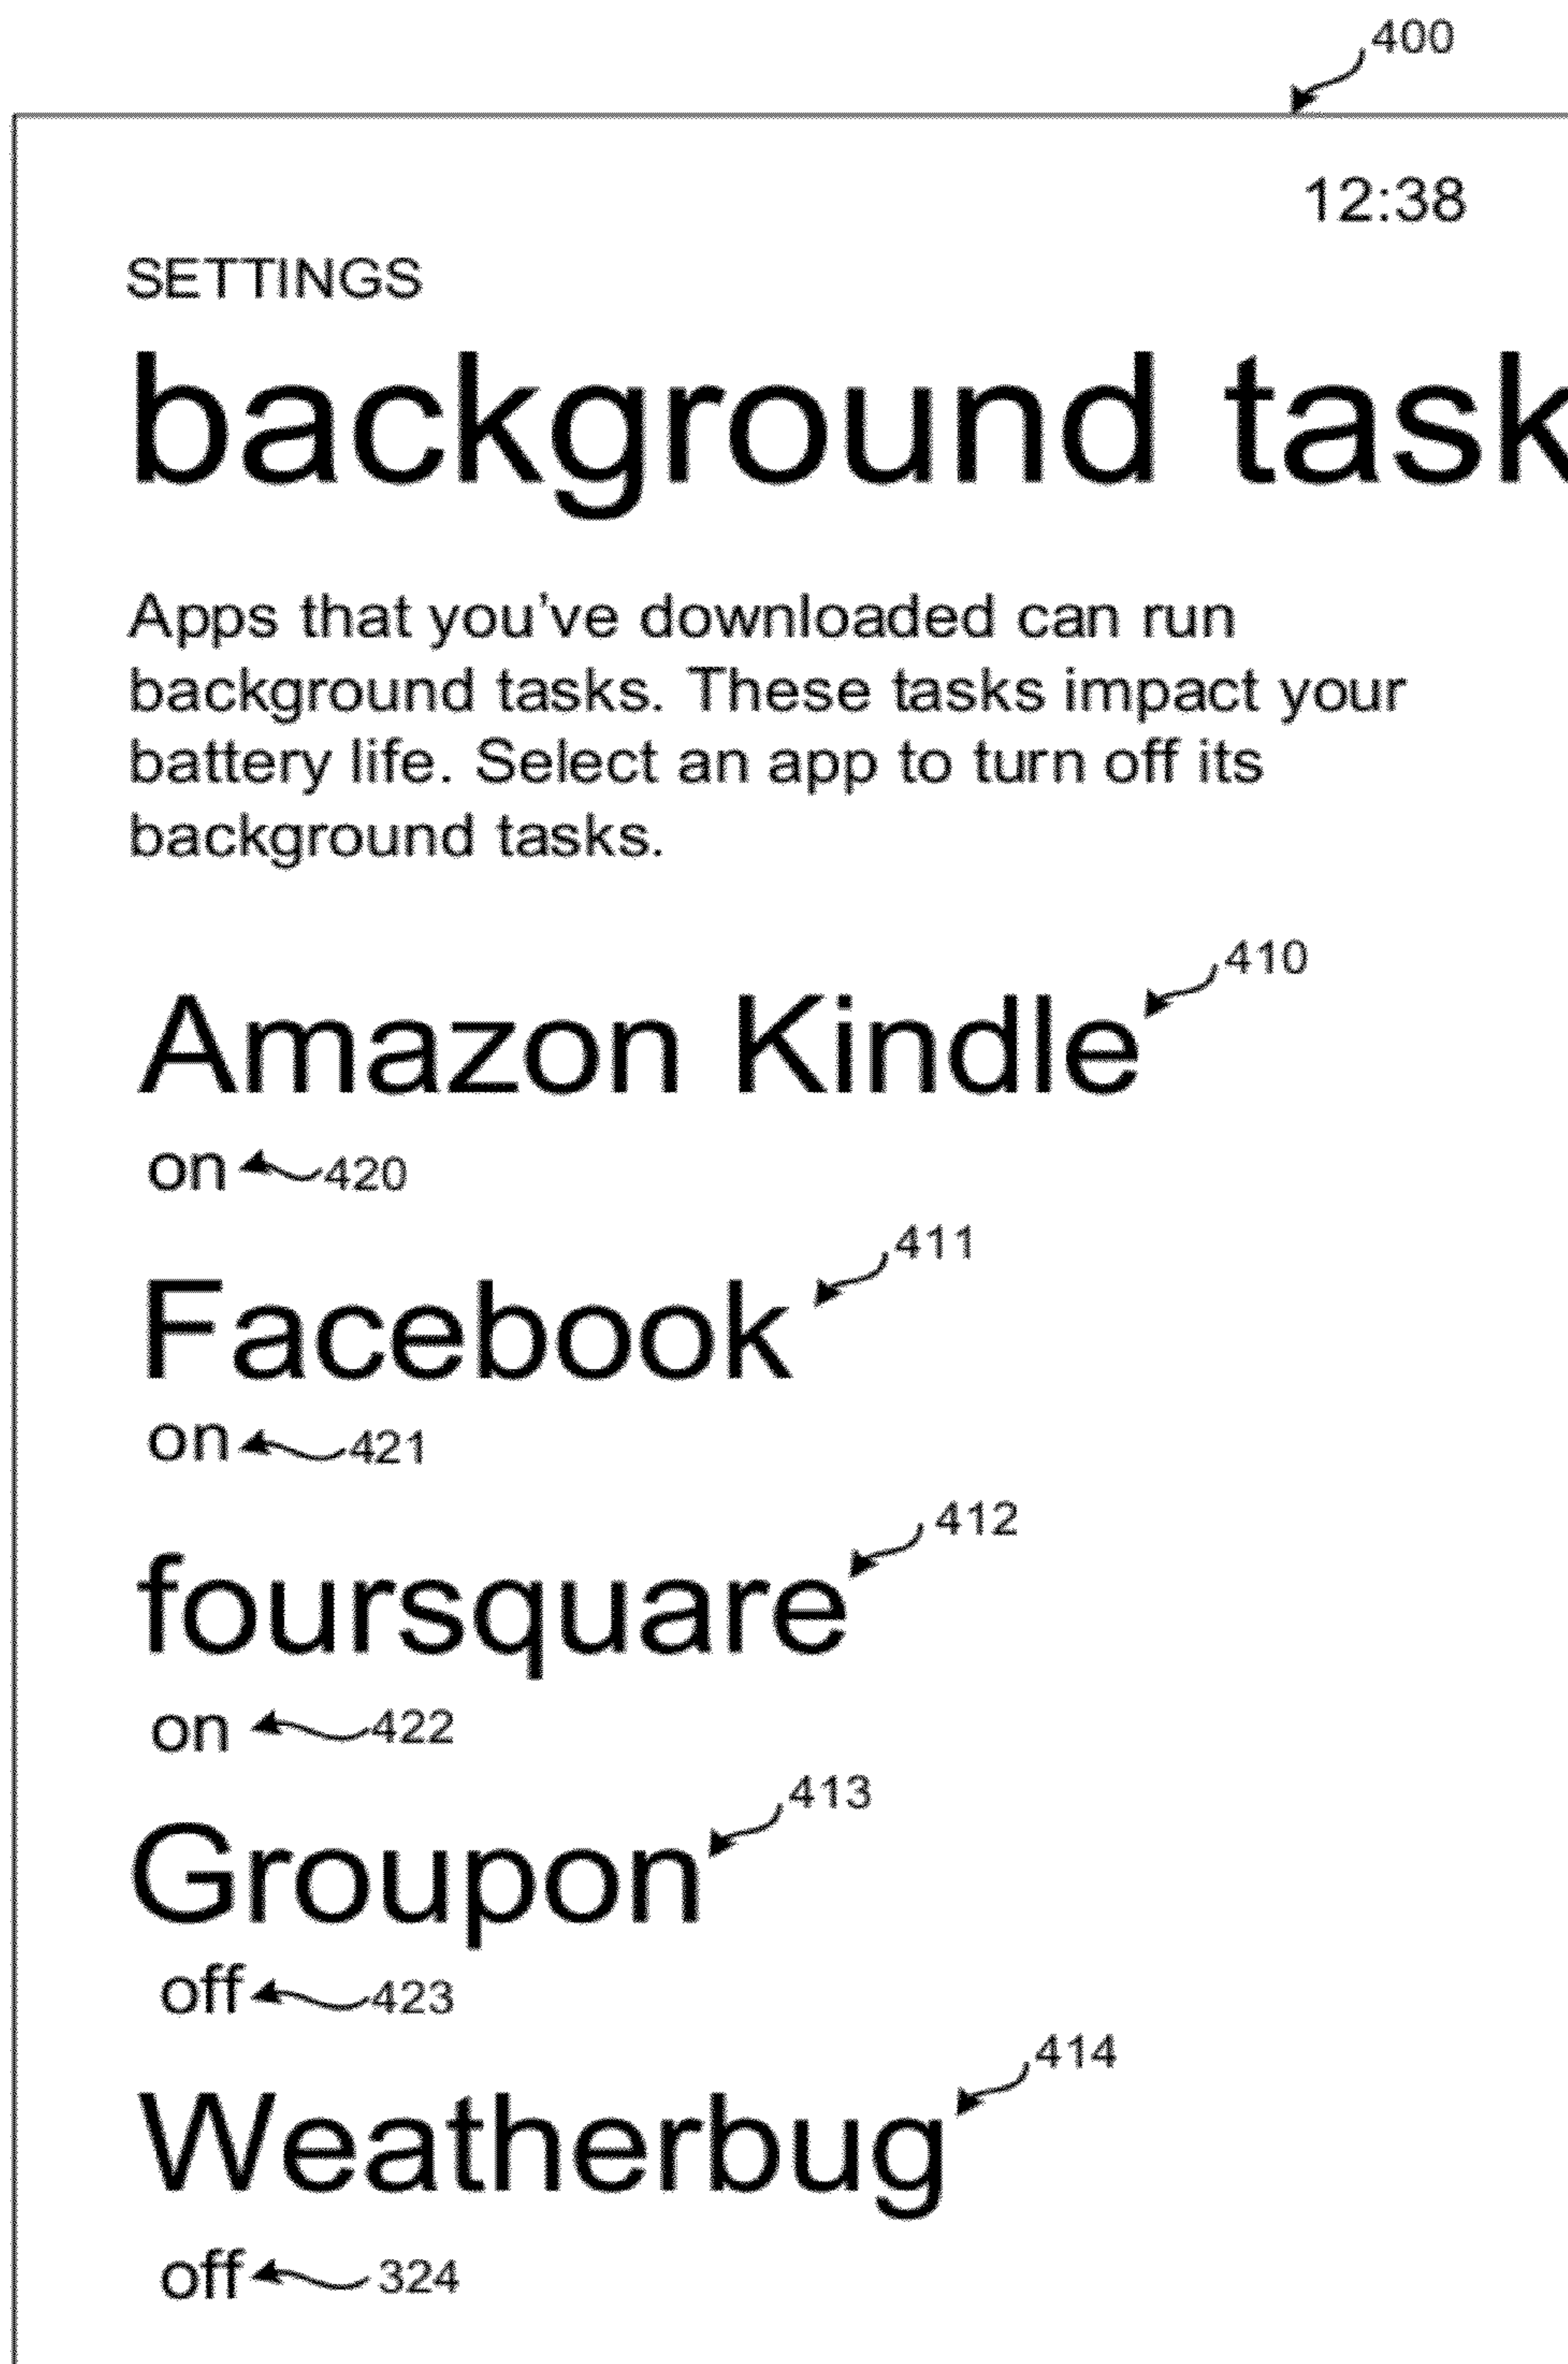 400
12:38
SETTINGS
background task
Apps that you've downloaded can run
background tasks. These tasks impact your
battery life. Select an app to turn off its
background tasks.
410
Amazon Kindle
on 420
411
Facebook
on 421
412
foursquare
on 422
413
Groupon
off 423
414
Weatherbug
off 324